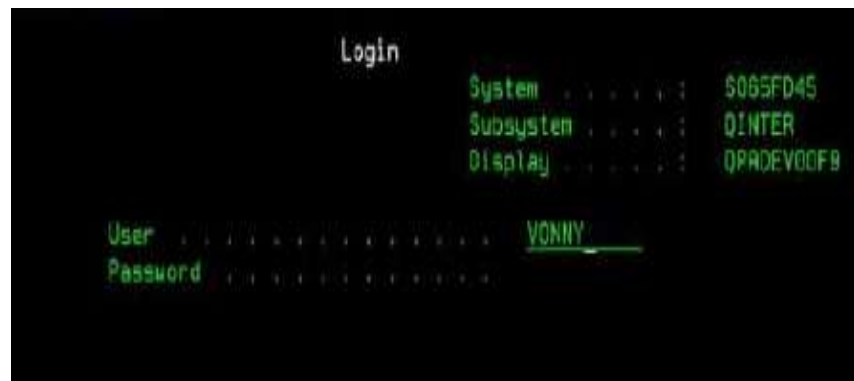 Login
System . . . . . : S065FD45
Subsystem . . . . : QINTER
Display . . . . . : QPADEV00F9
User . . . . . . . . . . . . . . VONNY
Password . . . . . . . . . . . .